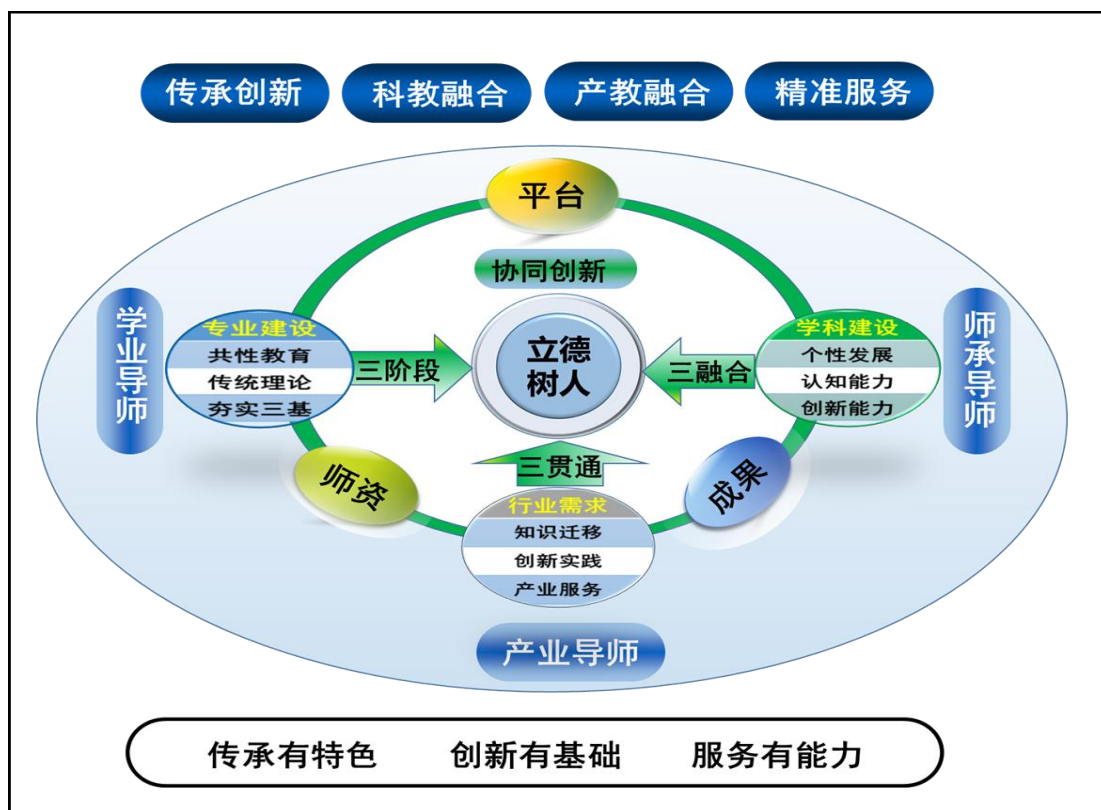 传承创新 科教融合 产教融合 精准服务
平台
协同创新
学业导师
专业建设
共性教育
传统理论
夯实三基
三阶段
立德
树人
三融合
学科建设
个性发展
认知能力
创新能力
师承导师
师资
三贯通
成果
行业需求
知识迁移
创新实践
产业服务
产业导师
传承有特色 创新有基础 服务有能力